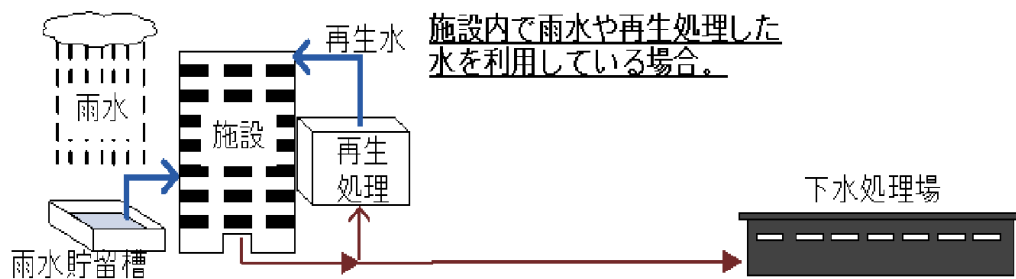 再生水
施設内で雨水や再生処理した
水を利用している場合。
雨水
施設
再生
処理
下水処理場
雨水貯留槽